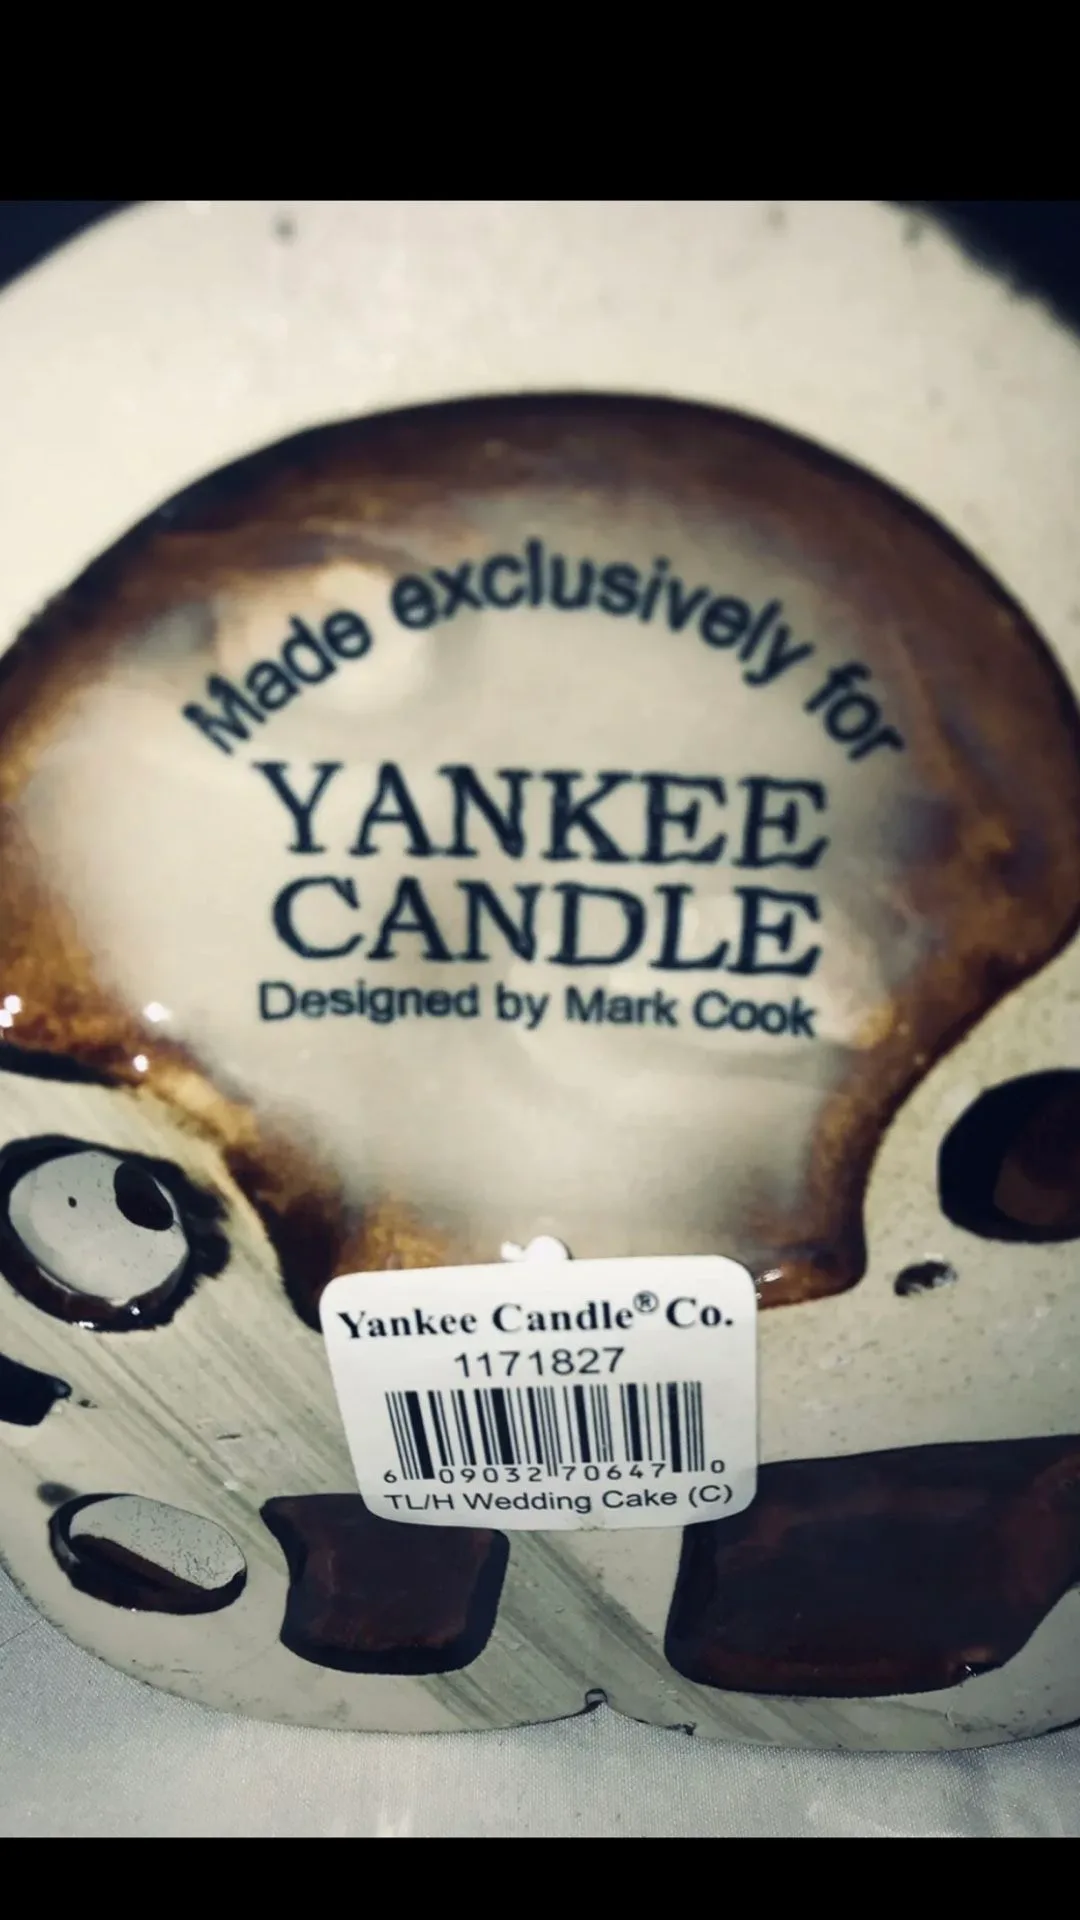 Made exclusively for
YANKEE
CANDLE
Designed by Mark Cook
Yankee Candle® Co.
1171827
6 09032 70647 0
TL/H Wedding Cake (C)